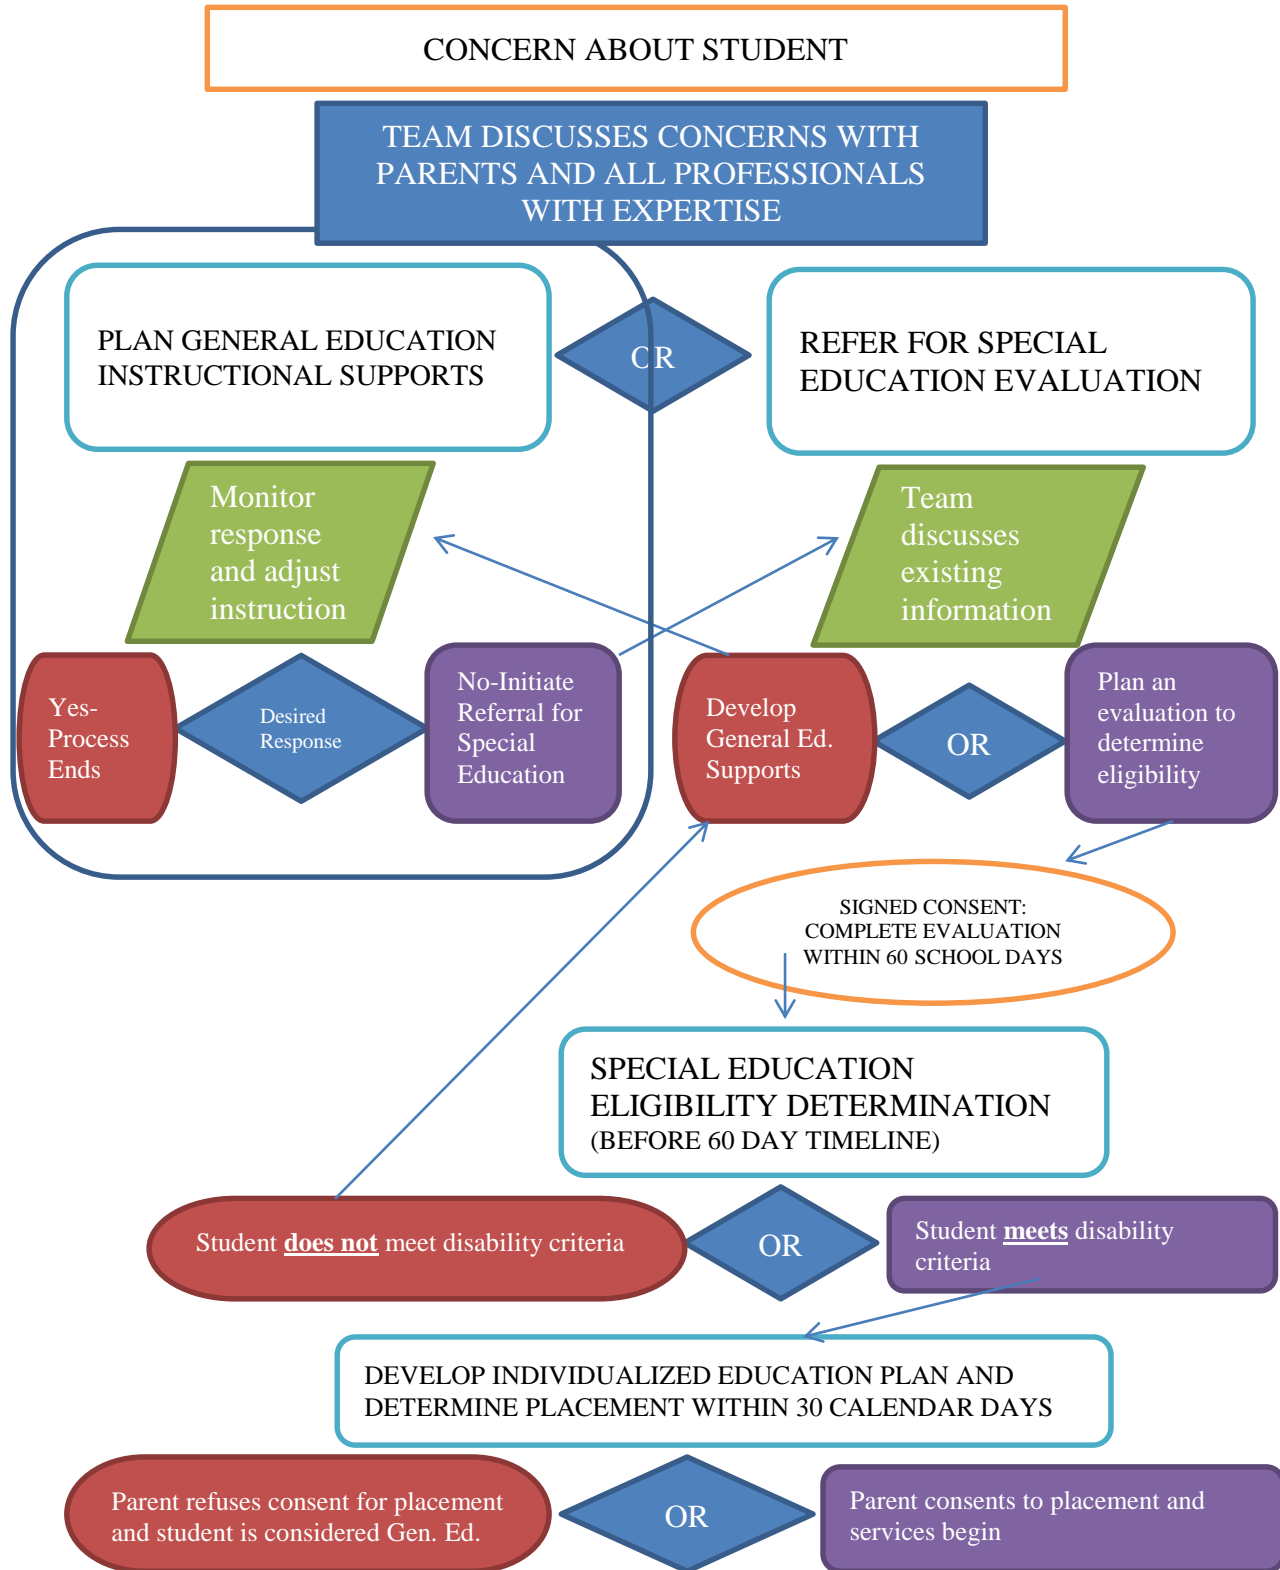 CONCERN ABOUT STUDENT
TEAM DISCUSSES CONCERNS WITH
PARENTS AND ALL PROFESSIONALS
WITH EXPERTISE
PLAN GENERAL EDUCATION
INSTRUCTIONAL SUPPORTS
OR
REFER FOR SPECIAL
EDUCATION EVALUATION
Monitor
response
and adjust
instruction
Team
discusses
existing
information
Yes-
Process
Ends
Desired
Response
No-Initiate
Referral for
Special
Education
Develop
General Ed.
Supports
OR
Plan an
evaluation to
determine
eligibility
SIGNED CONSENT:
COMPLETE EVALUATION
WITHIN 60 SCHOOL DAYS
SPECIAL EDUCATION
ELIGIBILITY DETERMINATION
(BEFORE 60 DAY TIMELINE)
Student does not meet disability criteria
OR
Student meets disability
criteria
DEVELOP INDIVIDUALIZED EDUCATION PLAN AND
DETERMINE PLACEMENT WITHIN 30 CALENDAR DAYS
Parent refuses consent for placement
and student is considered Gen. Ed.
OR
Parent consents to placement and
services begin